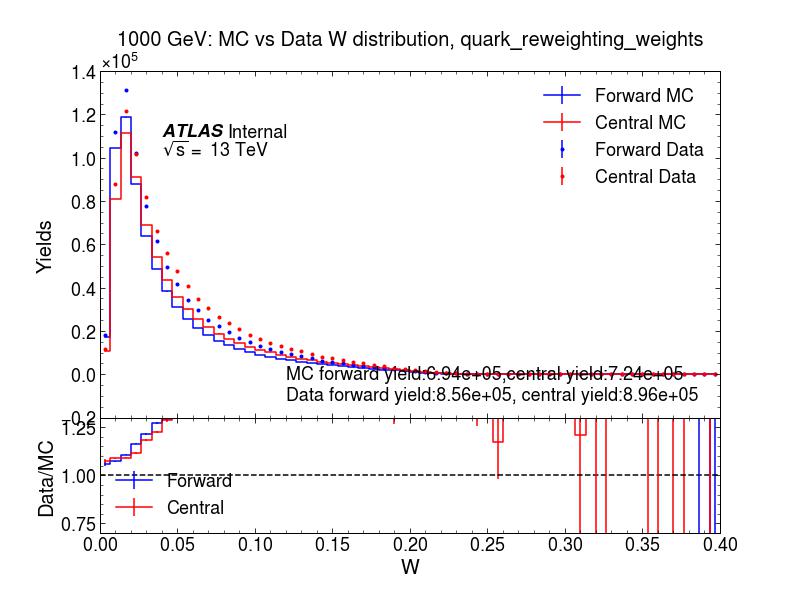 1000 GeV: MC vs Data W distribution, quark_reweighting_weights
×10⁵
1.4
1.2
1.0
0.8
0.6
0.4
0.2
0.0
0.2
Yields
ATLAS Internal
√s = 13 TeV
Forward MC
Central MC
Forward Data
Central Data
MC forward yield:6.94e+05,central yield:7.24e+05
Data forward yield:8.56e+05, central yield:8.96e+05
1.25
1.00
0.75
Data/MC
Forward
Central
0.00 0.05 0.10 0.15 0.20 0.25 0.30 0.35 0.40
W